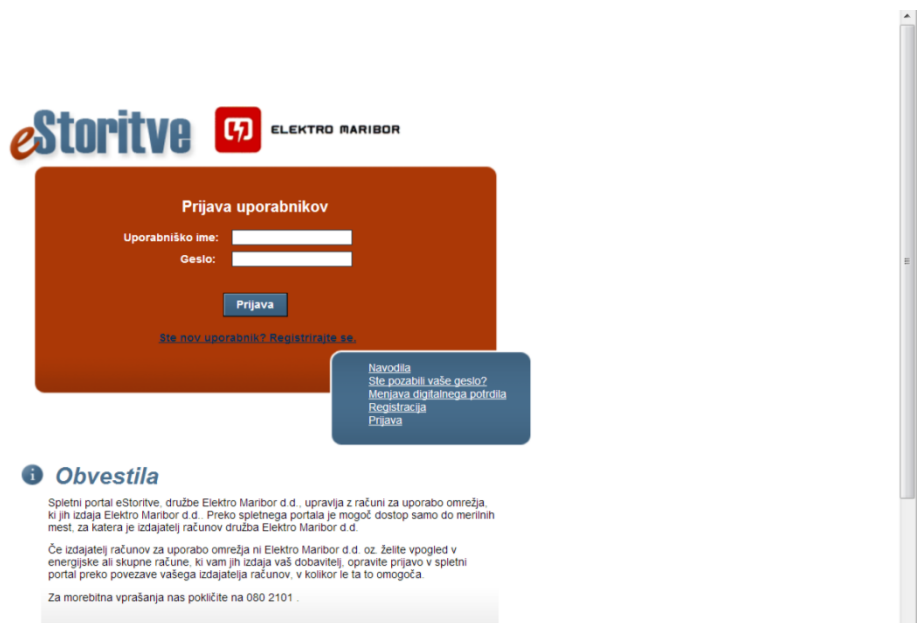 eStoritve
ELEKTRO MARIBOR
Prijava uporabnikov
Uporabniško ime:
Geslo:
Prijava
Ste nov uporabnik? Registrirajte se.
Navodila
Ste pozabili vaše geslo?
Menjava digitalnega potrdila
Registracija
Prijava
Obvestila
Spletni portal eStoritve, družbe Elektro Maribor d.d., upravlja z računi za uporabo omrežja,
ki jih izdaja Elektro Maribor d.d.. Preko spletnega portala je mogoč dostop samo do merilnih
mest, za katera je izdajatelj računov družba Elektro Maribor d.d.
Če izdajatelj računov za uporabo omrežja ni Elektro Maribor d.d. oz. želite vpogled v
energijske ali skupne račune, ki vam jih izdaja vaš dobavitelj, opravite prijavo v spletni
portal preko povezave vašega izdajatelja računov, v kolikor le ta to omogoča.
Za morebitna vprašanja nas pokličite na 080 2101 .